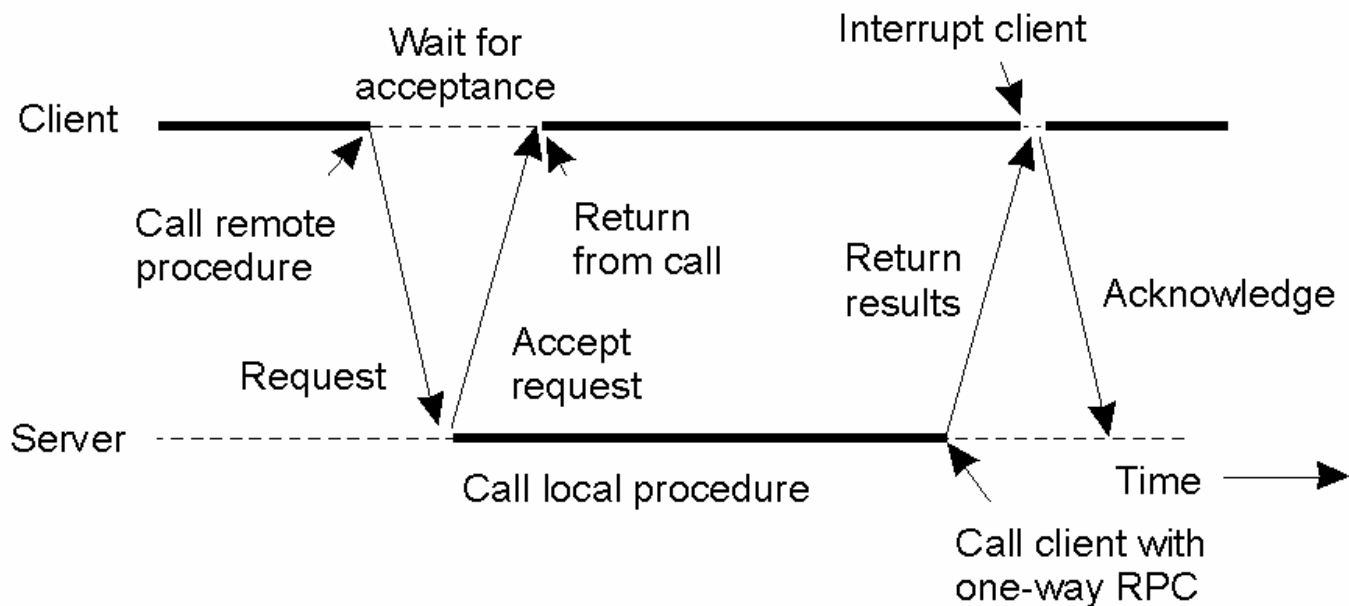 Interrupt client
Wait for
acceptance
Client
Call remote
procedure
Return
from call
Return
results
Acknowledge
Request
Accept
request
Server
Call local procedure
Time
Call client with
one-way RPC